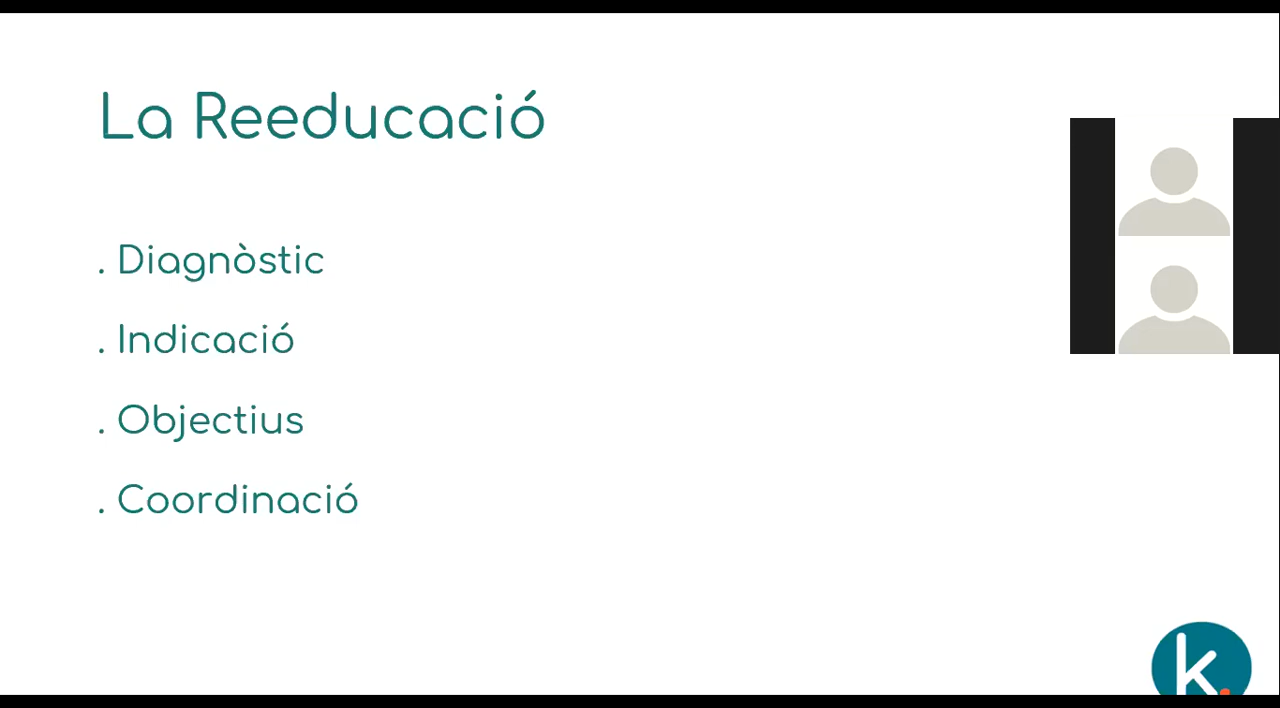 La Reeducació
. Diagnòstic
. Indicació
. Objectius
. Coordinació
k.